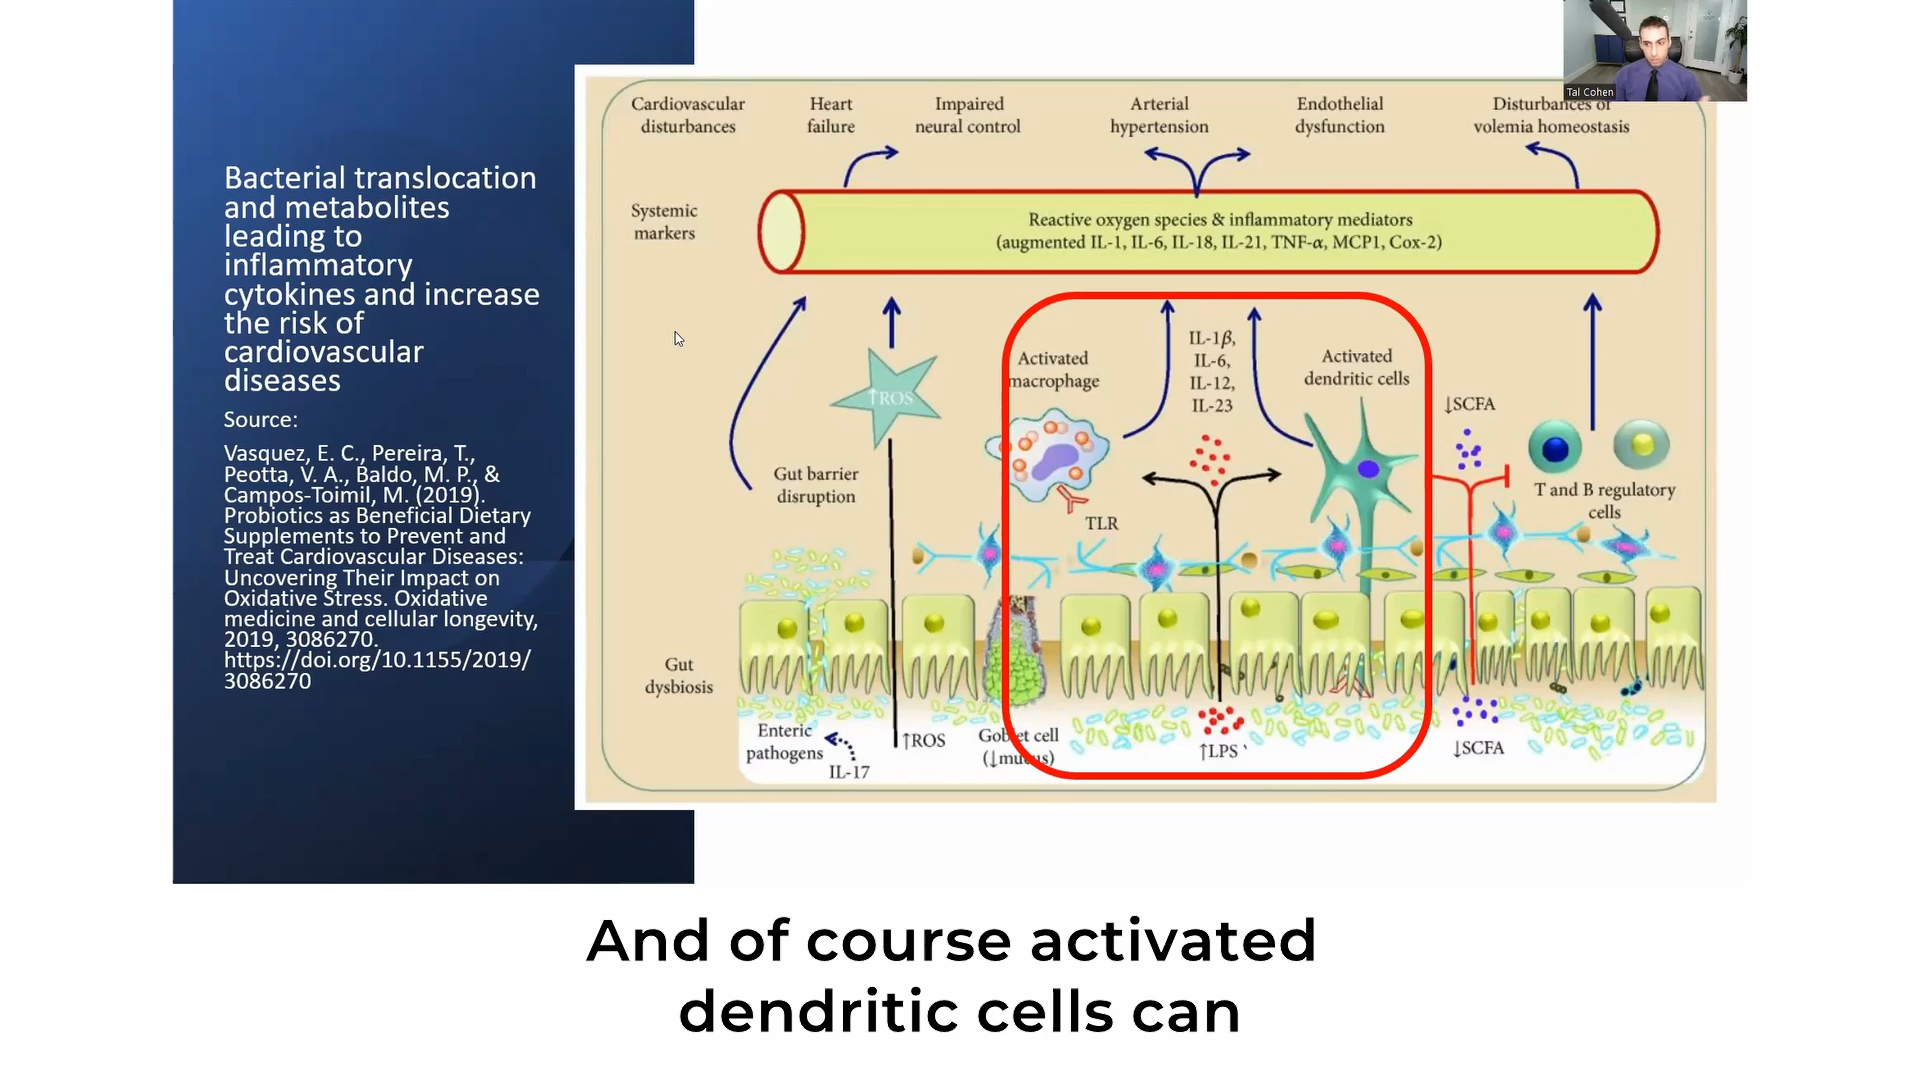 Bacterial translocation
and metabolites
leading to
inflammatory
cytokines and increase
the risk of
cardiovascular
diseases
Source:
Vasquez, E. C., Pereira, T.,
Peotta, V. A., Baldo, M. P., &
Campos-Toimil, M. (2019).
Probiotics as Beneficial Dietary
Supplements to Prevent and
Treat Cardiovascular Diseases:
Uncovering Their Impact on
Oxidative Stress. Oxidative
medicine and cellular longevity,
2019, 3086270.
https://doi.org/10.1155/2019/
3086270
Tal Cohen
Cardiovascular
disturbances
Heart
failure
Impaired
neural control
Arterial
hypertension
Endothelial
dysfunction
Disturbances of
volemia homeostasis
Systemic
markers
Reactive oxygen species & inflammatory mediators
(augmented IL-1, IL-6, IL-18, IL-21, TNF-α, MCP1, Cox-2)
↑ROS
Gut barrier
disruption
Activated
macrophage
TLR
IL-1β,
IL-6,
IL-12,
IL-23
Activated
dendritic cells
↓SCFA
T and B regulatory
cells
Gut
dysbiosis
Enteric
pathogens
IL-17
↑ROS
Goblet cell
(↓mucus)
↑LPS
↓SCFA
And of course activated
dendritic cells can